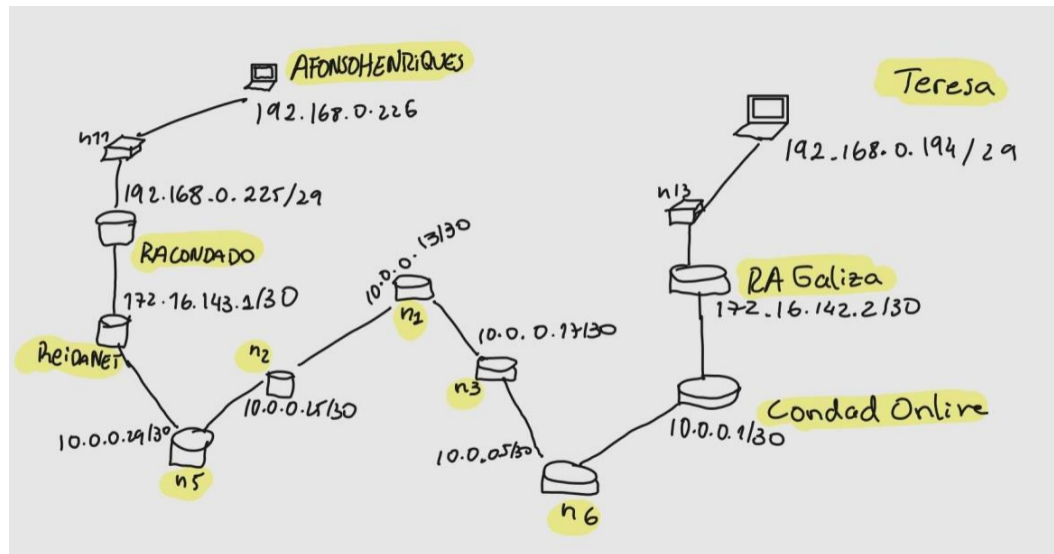 AFONSOHENRIQUES
192.168.0.226
n11
192.168.0.225/29
RACONDADO
172.16.143.1/30
ReiDaNET
10.0.0.29/30
n5
n2
10.0.0.25/30
10.0.0.13/30
n1
10.0.0.17/30
n3
10.0.05/30
n6
Teresa
192.168.0.194/29
n13
RA Galiza
172.16.142.2/30
Condad Online
10.0.0.1/30